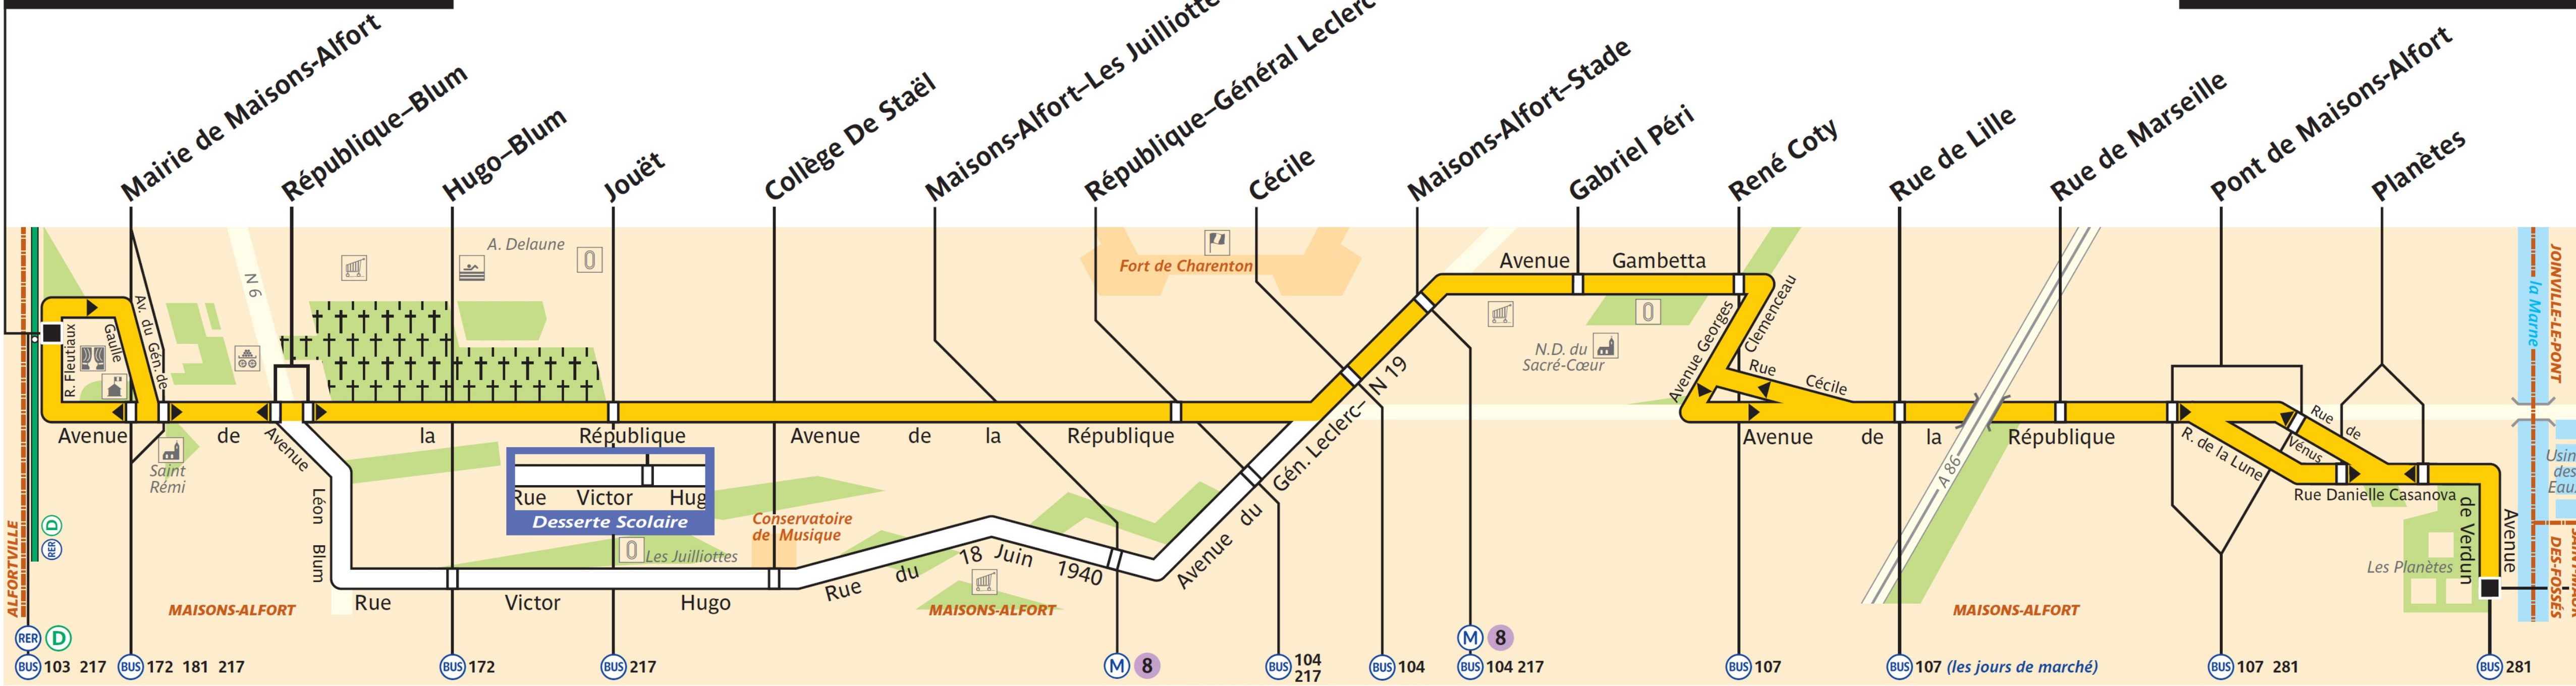 Mairie de Maisons-Alfort
République–Blum
Hugo–Blum
Jouët
Collège De Staël
Maisons-Alfort–Les Juilliotte
République–Général Leclerc
Cécile
Maisons-Alfort–Stade
Gabriel Péri
René Coty
Rue de Lille
Rue de Marseille
Pont de Maisons-Alfort
Planètes
A. Delaune
Fort de Charenton
N 6
Avenue Gambetta
R. Fleutiaux
Av. du Gén. de
Gaulle
N.D. du
Sacré-Cœur
Avenue Georges
Clemenceau
Rue Cécile
JOINVILLE-LE-PONT
la Marne
Avenue de la République
Avenue de la République
Avenue du Gén. Leclerc– N 19
Avenue de la République
Saint
Rémi
Avenue
Léon
Blum
Rue Victor Hug
Desserte Scolaire
Conservatoire
de Musique
Les Juilliottes
Rue Victor Hugo
Rue du 18 Juin 1940
A 86
R. de la Lune
Rue de
Vénus
Rue Danielle Casanova
Avenue
de Verdun
Les Planètes
Usin
des
Eau
DES-FOSSÉS
ALFORTVILLE
D
RER
MAISONS-ALFORT
MAISONS-ALFORT
MAISONS-ALFORT
RER D
BUS 103 217
BUS 172 181 217
BUS 172
BUS 217
M 8
BUS 104
217
BUS 104
M 8
BUS 104 217
BUS 107
BUS 107 (les jours de marché)
BUS 107 281
BUS 281